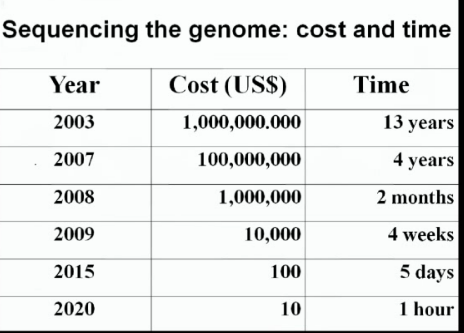 Sequencing the genome: cost and time
Year Cost (US$) Time
2003 1,000,000.000 13 years
2007 100,000,000 4 years
2008 1,000,000 2 months
2009 10,000 4 weeks
2015 100 5 days
2020 10 1 hour